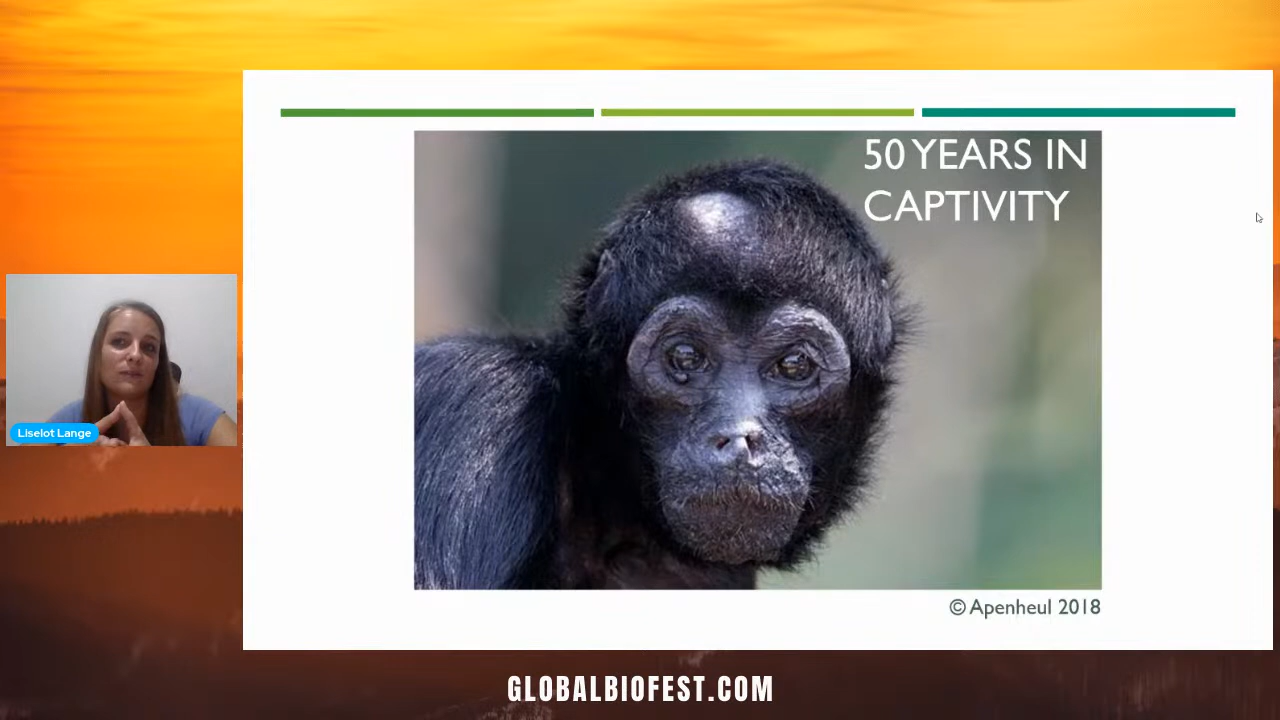 50 YEARS IN
CAPTIVITY
Liselot Lange
© Apenheul 2018
GLOBALBIOFEST.COM